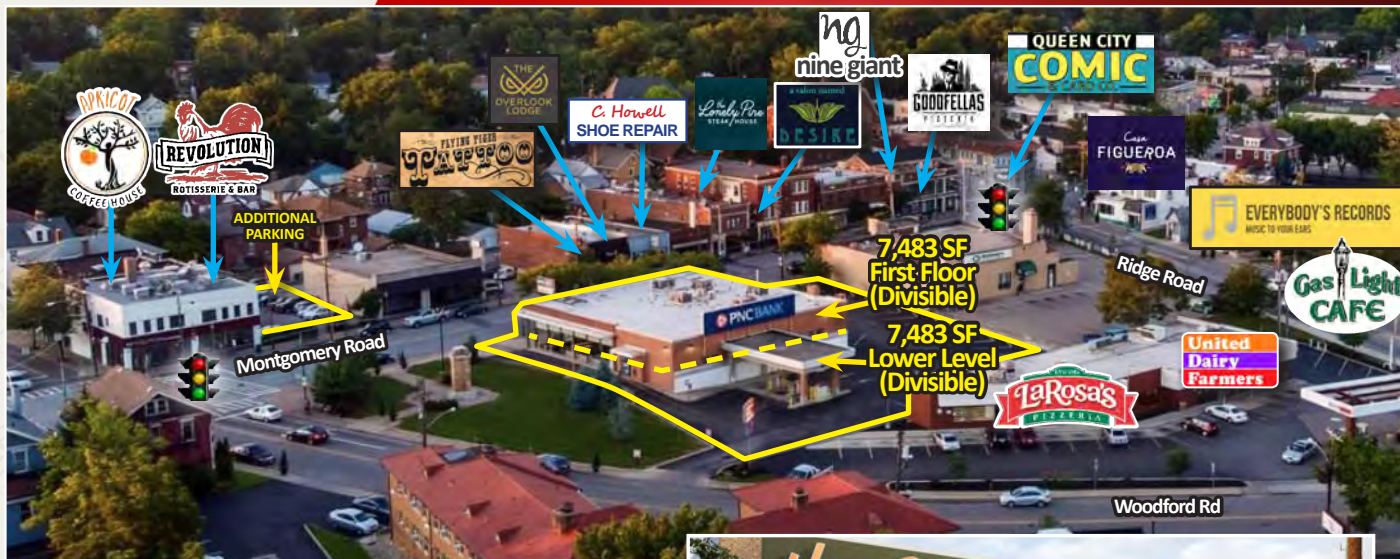 APRICOT
COFFEE HOUSE
REVOLUTION
ROTISSERIE & BAR
ADDITIONAL
PARKING
FLYING TIGER
TATTOO
THE
OVERLOOK
LODGE
C. Howell
SHOE REPAIR
the
Lonely Pine
STEAK HOUSE
a salon named
DESIRE
ng
nine giant
GOODFELLAS
PIZZERIA
QUEEN CITY
COMIC
& CARD CO.
Casa
FIGUEROA
EVERYBODY'S RECORDS
MUSIC TO YOUR EARS
Gas Light
CAFE
Ridge Road
7,483 SF
First Floor
(Divisible)
PNC BANK
7,483 SF
Lower Level
(Divisible)
Montgomery Road
LaRosa's
PIZZERIA
United
Dairy
Farmers
Woodford Rd